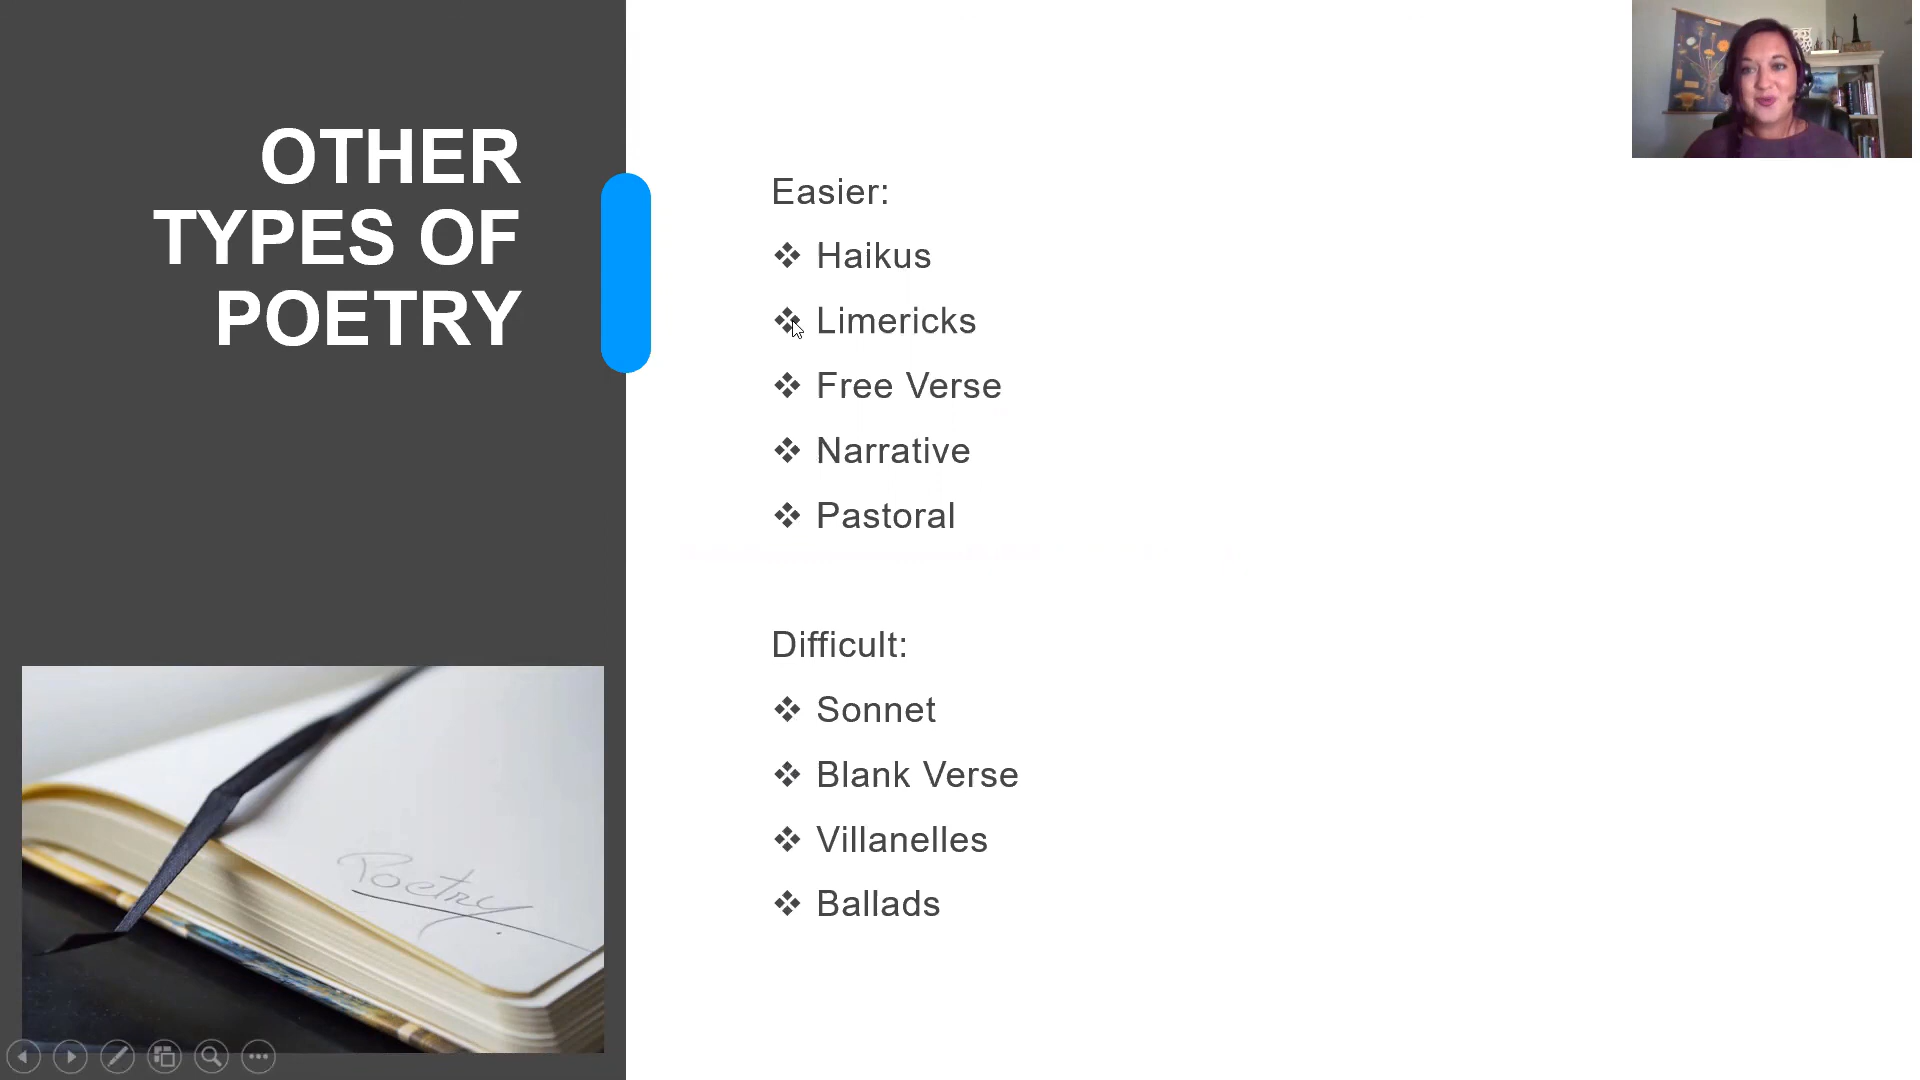 OTHER
TYPES OF
POETRY
Easier:
❖ Haikus
❖ Limericks
❖ Free Verse
❖ Narrative
❖ Pastoral
Difficult:
❖ Sonnet
❖ Blank Verse
❖ Villanelles
❖ Ballads
Poetry